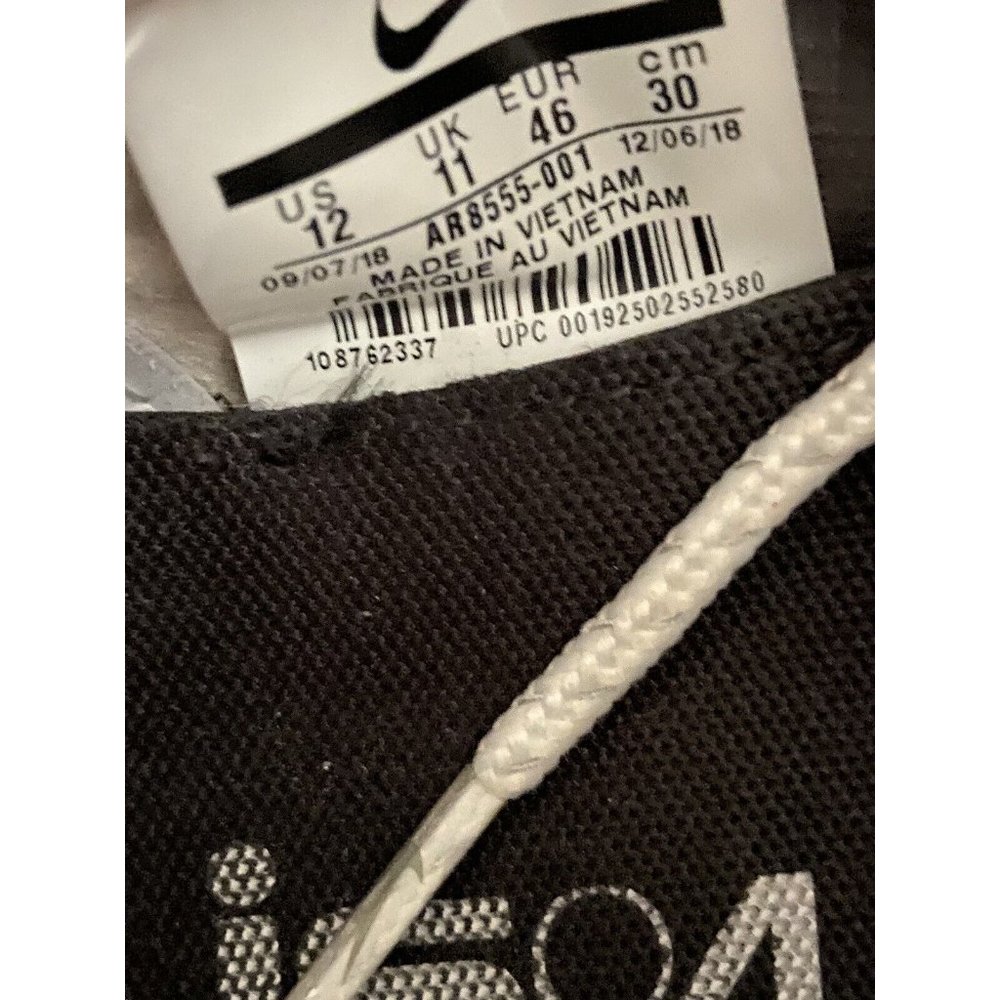 US UK EUR cm
12 11 46 30
09/07/18 AR8555-001 12/06/18
MADE IN VIETNAM
FABRIQUE AU VIETNAM
108762337 UPC 00192502552580